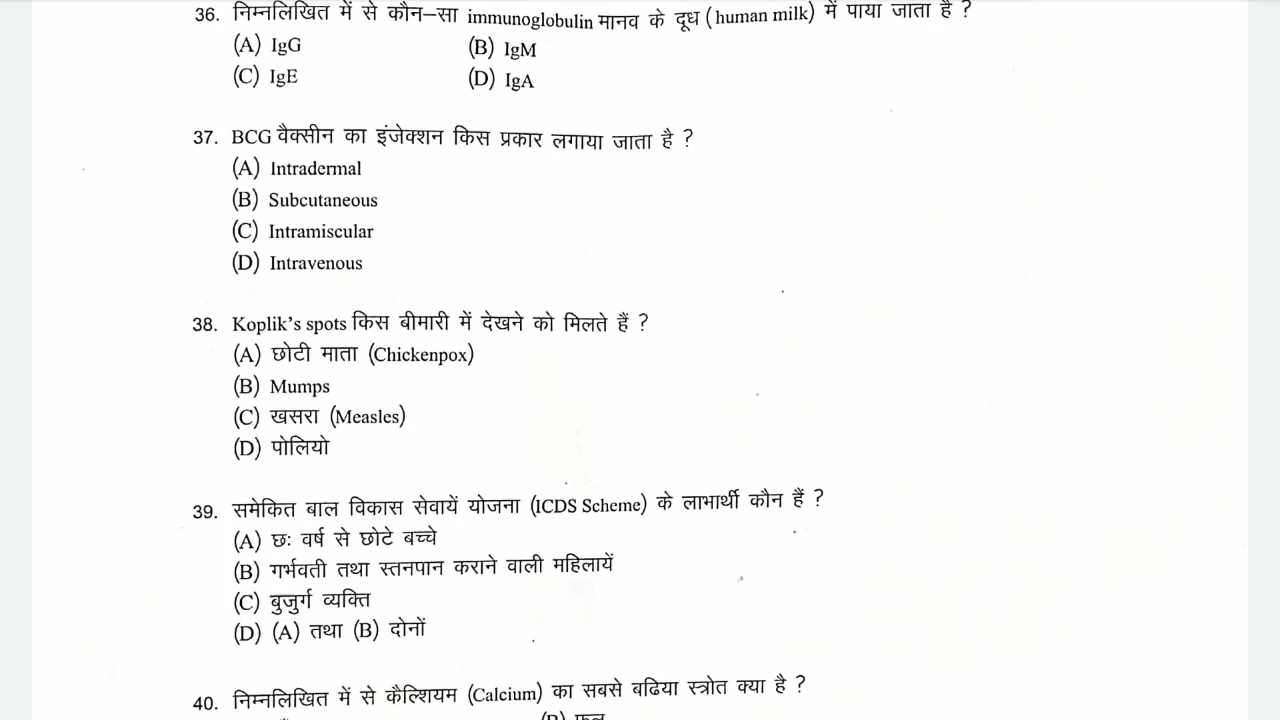 36. निम्नलिखित में से कौन–सा immunoglobulin मानव के दूध (human milk) में पाया जाता है ?
(A) IgG (B) IgM
(C) IgE (D) IgA
37. BCG वैक्सीन का इंजेक्शन किस प्रकार लगाया जाता है ?
(A) Intradermal
(B) Subcutaneous
(C) Intramiscular
(D) Intravenous
38. Koplik's spots किस बीमारी में देखने को मिलते हैं ?
(A) छोटी माता (Chickenpox)
(B) Mumps
(C) खसरा (Measles)
(D) पोलियो
39. समेकित बाल विकास सेवायें योजना (ICDS Scheme) के लाभार्थी कौन हैं ?
(A) छः वर्ष से छोटे बच्चे
(B) गर्भवती तथा स्तनपान कराने वाली महिलायें
(C) बुजुर्ग व्यक्ति
(D) (A) तथा (B) दोनों
40. निम्नलिखित में से कैल्शियम (Calcium) का सबसे बढिया स्त्रोत क्या है ?
(B) फल